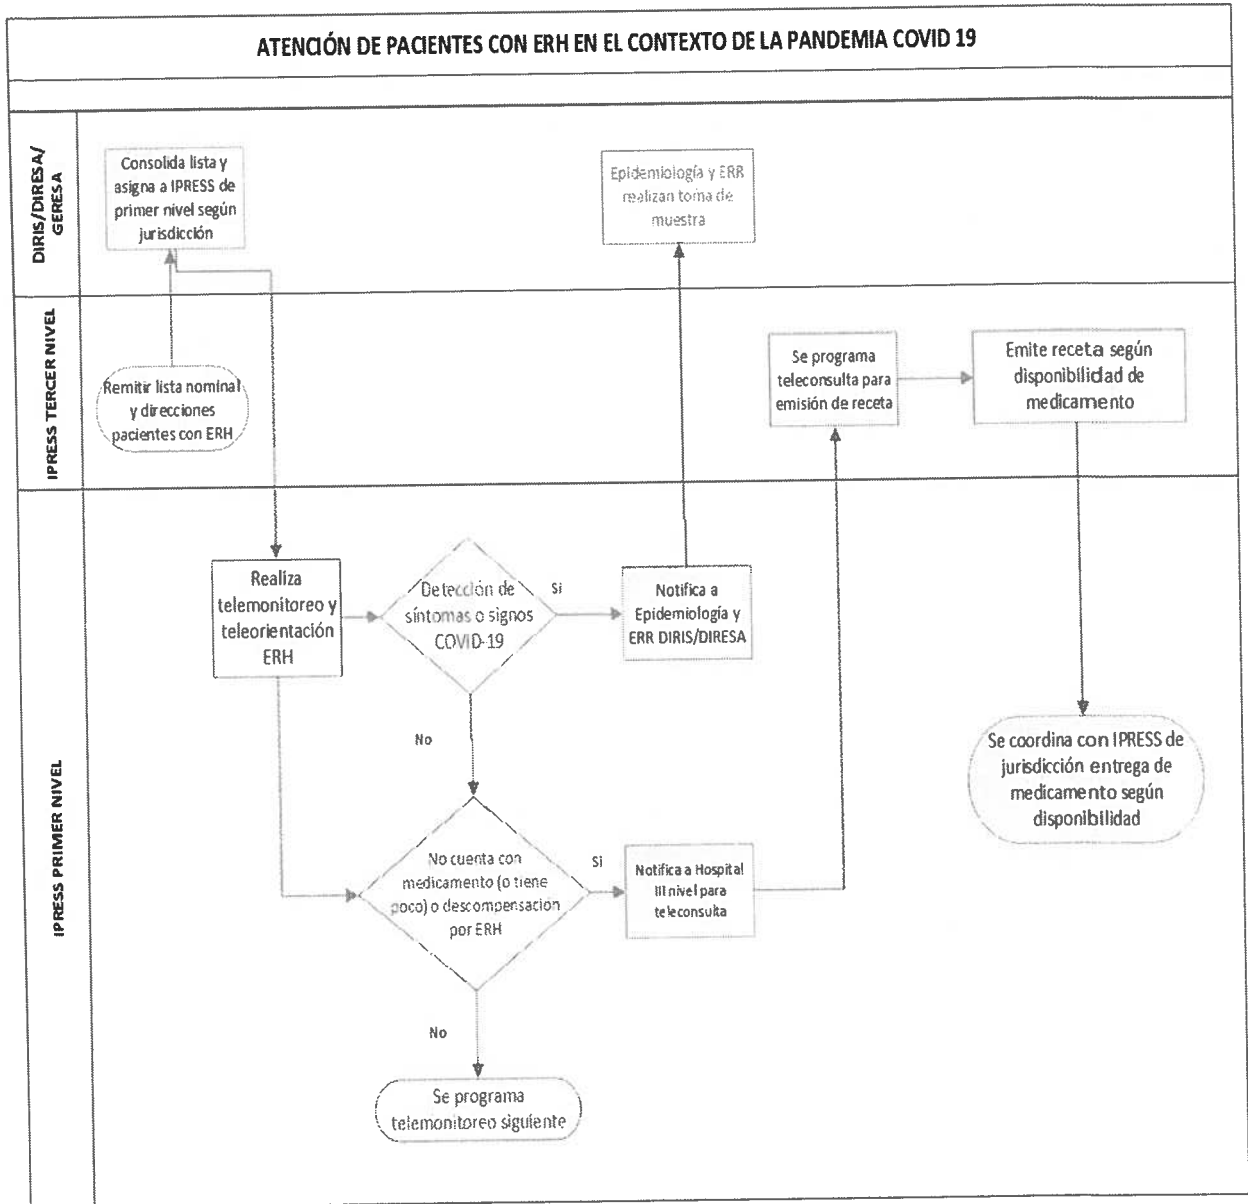 ATENCIÓN DE PACIENTES CON ERH EN EL CONTEXTO DE LA PANDEMIA COVID 19
DIRIS/DIRESA/
GERESA
Consolida lista y
asigna a IPRESS de
primer nivel según
jurisdicción
Epidemiología y ERR
realizan toma de
muestra
IPRESS TERCER NIVEL
Remitir lista nominal
y direcciones
pacientes con ERH
Se programa
teleconsulta para
emisión de receta
Emite receta según
disponibilidad de
medicamento
IPRESS PRIMER NIVEL
Realiza
telemonitoreo y
teleorientación
ERH
Detección de
síntomas o signos
COVID-19
Si
Notifica a
Epidemiología y
ERR DIRIS/DIRESA
No
Se coordina con IPRESS de
jurisdicción entrega de
medicamento según
disponibilidad
No cuenta con
medicamento (o tiene
poco) o descompensación
por ERH
Si
Notifica a Hospital
III nivel para
teleconsulta
No
Se programa
telemonitoreo siguiente